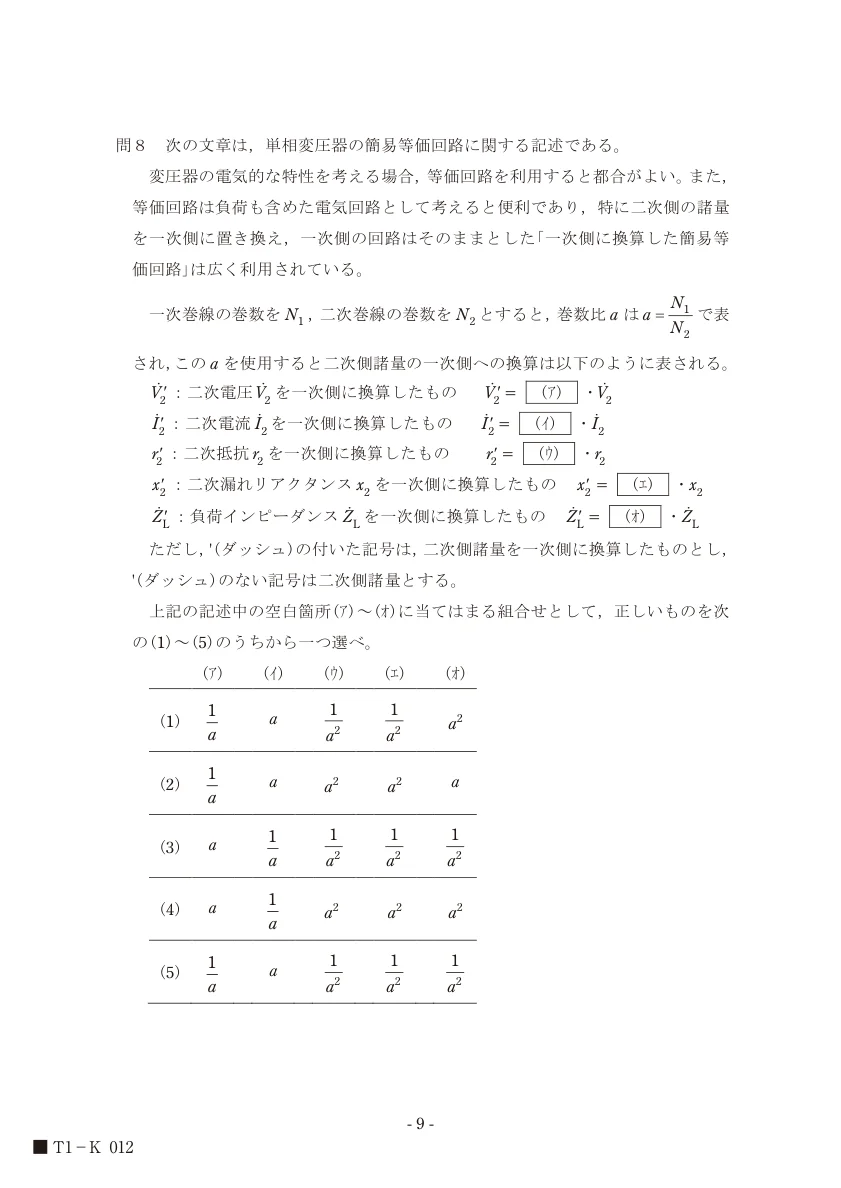 問８　次の文章は，単相変圧器の簡易等価回路に関する記述である。
変圧器の電気的な特性を考える場合，等価回路を利用すると都合がよい。また，
等価回路は負荷も含めた電気回路として考えると便利であり，特に二次側の諸量
を一次側に置き換え，一次側の回路はそのままとした「一次側に換算した簡易等
価回路」は広く利用されている。
一次巻線の巻数をN₁，二次巻線の巻数をN₂とすると，巻数比aはa=N₁/N₂で表
され，このaを使用すると二次側諸量の一次側への換算は以下のように表される。
V̇₂′：二次電圧V̇₂を一次側に換算したもの　V̇₂′= (ｱ) ・V̇₂
İ₂′：二次電流İ₂を一次側に換算したもの　İ₂′= (ｲ) ・İ₂
r₂′：二次抵抗r₂を一次側に換算したもの　r₂′= (ｳ) ・r₂
x₂′：二次漏れリアクタンスx₂を一次側に換算したもの　x₂′= (ｴ) ・x₂
Ż_L′：負荷インピーダンスŻ_Lを一次側に換算したもの　Ż_L′= (ｵ) ・Ż_L
ただし，'(ダッシュ)の付いた記号は，二次側諸量を一次側に換算したものとし，
'(ダッシュ)のない記号は二次側諸量とする。
上記の記述中の空白箇所(ｱ)～(ｵ)に当てはまる組合せとして，正しいものを次
の(1)～(5)のうちから一つ選べ。
(ｱ)　(ｲ)　(ｳ)　(ｴ)　(ｵ)
(1)　1/a　a　1/a²　1/a²　a²
(2)　1/a　a　a²　a²　a
(3)　a　1/a　1/a²　1/a²　1/a²
(4)　a　1/a　a²　a²　a²
(5)　1/a　a　1/a²　1/a²　1/a²
- 9 -
■ T1－K 012